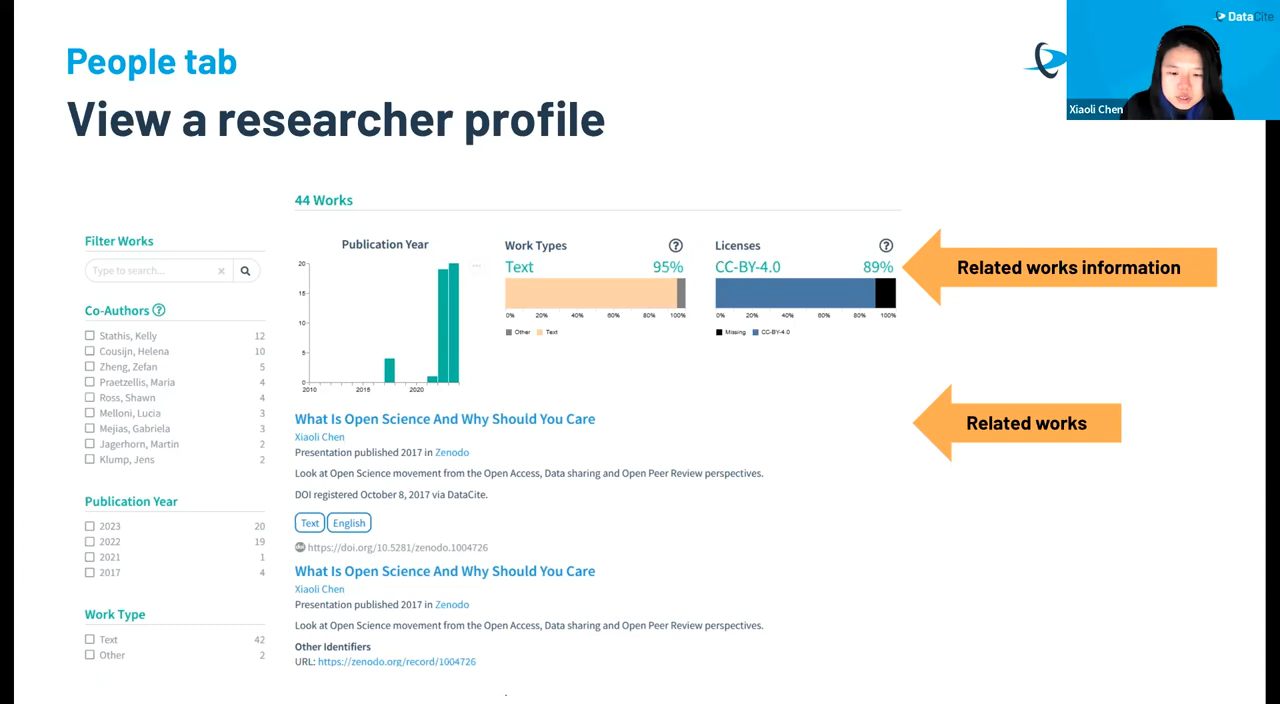 People tab
View a researcher profile
DataCite
Xiaoli Chen
44 Works
Filter Works
Type to search...
Co-Authors
Stathis, Kelly 12
Cousijn, Helena 10
Zheng, Zefan 5
Praetzellis, Maria 4
Ross, Shawn 4
Melloni, Lucia 3
Mejias, Gabriela 3
Jagerhorn, Martin 2
Klump, Jens 2
Publication Year
2023 20
2022 19
2021 1
2017 4
Work Type
Text 42
Other 2
Publication Year
20
15
10
5
0
2010 2015 2020
Work Types ?
Text 95%
0% 20% 40% 60% 80% 100%
Other Text
Licenses ?
CC-BY-4.0 89%
0% 20% 40% 60% 80% 100%
Missing CC-BY-4.0
Related works information
What Is Open Science And Why Should You Care
Xiaoli Chen
Presentation published 2017 in Zenodo
Look at Open Science movement from the Open Access, Data sharing and Open Peer Review perspectives.
DOI registered October 8, 2017 via DataCite.
Text English
doi https://doi.org/10.5281/zenodo.1004726
Related works
What Is Open Science And Why Should You Care
Xiaoli Chen
Presentation published 2017 in Zenodo
Look at Open Science movement from the Open Access, Data sharing and Open Peer Review perspectives.
Other Identifiers
URL: https://zenodo.org/record/1004726